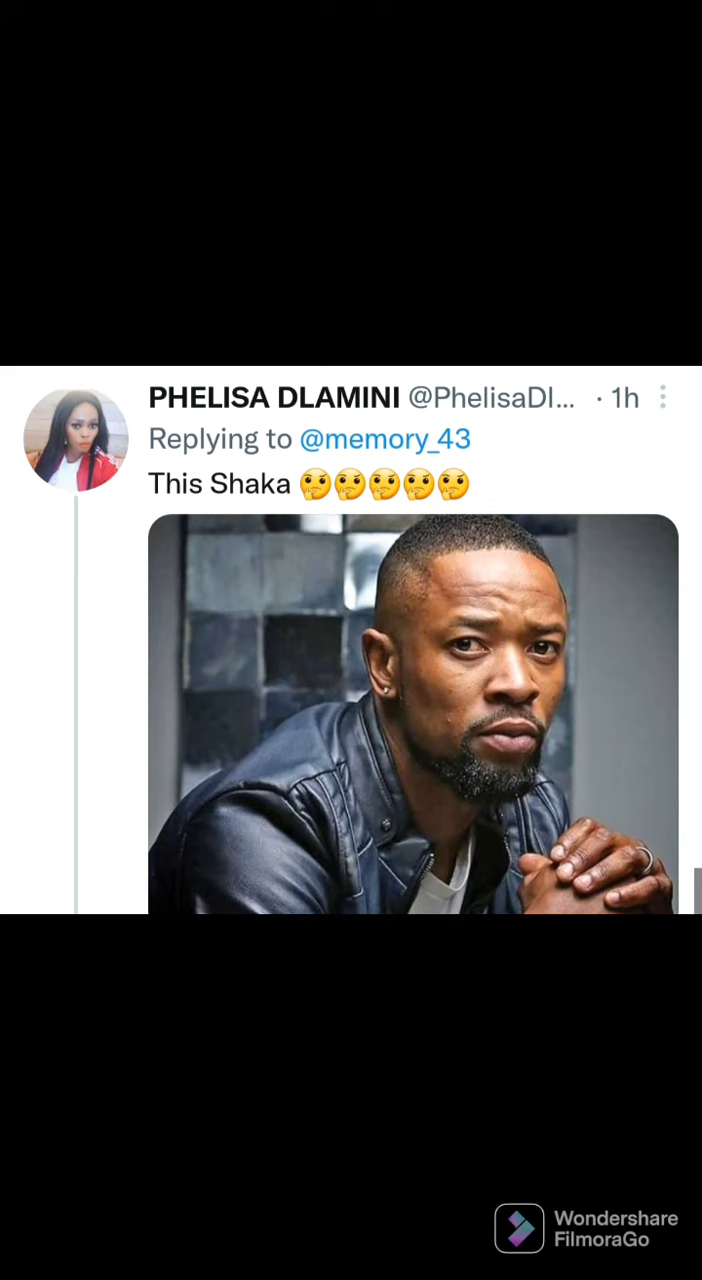 PHELISA DLAMINI @PhelisaDl... · 1h
Replying to @memory_43
This Shaka 🤔🤔🤔🤔🤔
Wondershare
FilmoraGo